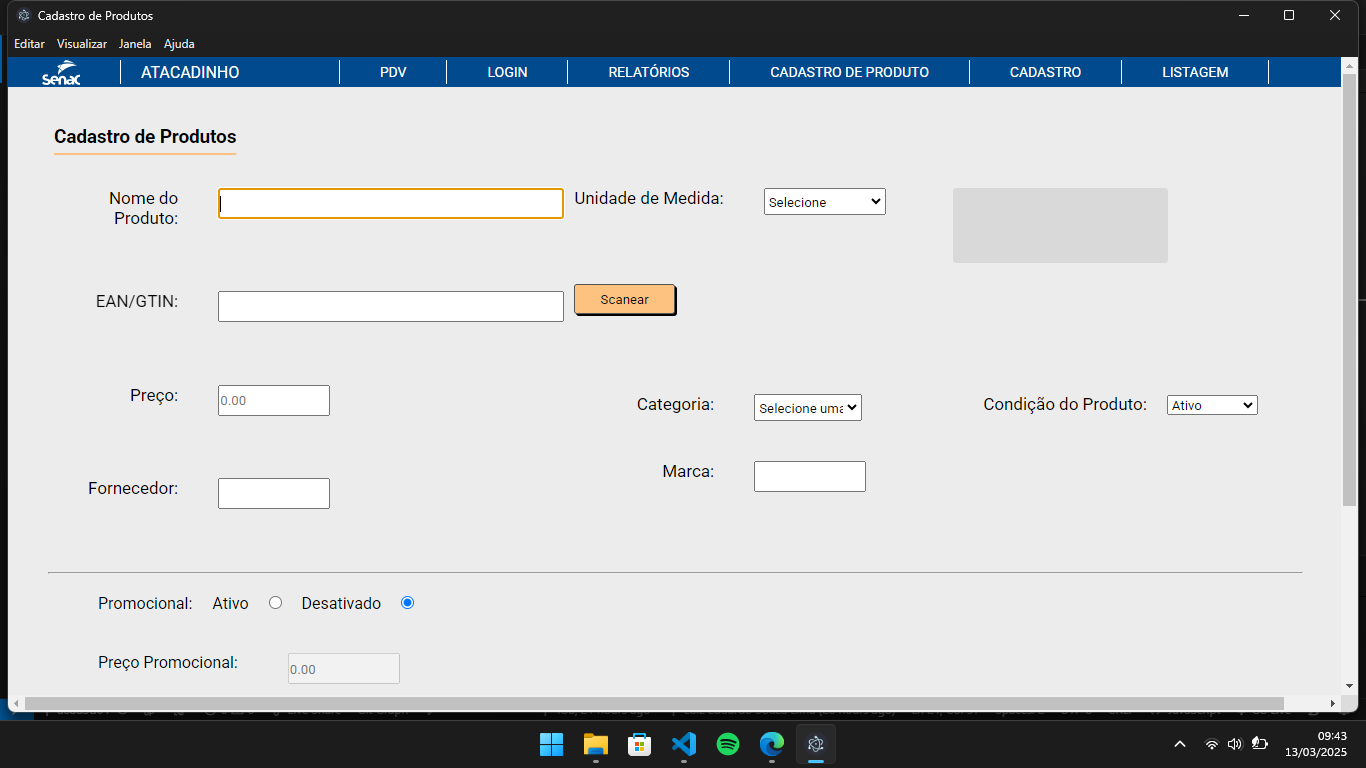 Cadastro de Produtos
Editar Visualizar Janela Ajuda
Senac ATACADINHO PDV LOGIN RELATÓRIOS CADASTRO DE PRODUTO CADASTRO LISTAGEM
Cadastro de Produtos
Nome do Produto: Unidade de Medida: Selecione
EAN/GTIN: Scanear
Preço: 0.00 Categoria: Selecione uma Condição do Produto: Ativo
Fornecedor: Marca:
Promocional: Ativo Desativado
Preço Promocional: 0.00
09:43
13/03/2025